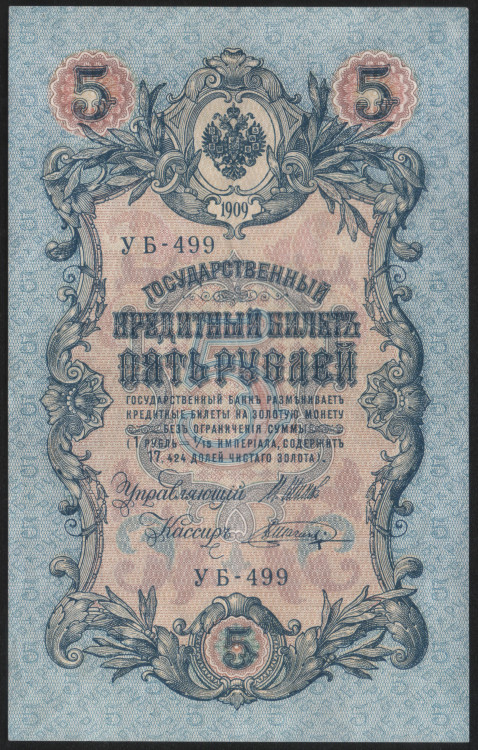 5 5
1909
УБ-499
ГОСУДАРСТВЕННЫЙ
КРЕДИТНЫЙ БИЛЕТЪ
ПЯТЬ РУБЛЕЙ
ГОСУДАРСТВЕННЫЙ БАНКЪ РАЗМѢНИВАЕТЪ
КРЕДИТНЫЕ БИЛЕТЫ НА ЗОЛОТУЮ МОНЕТУ
БЕЗЪ ОГРАНИЧЕНІЯ СУММЫ
(1 РУБЛЬ = 1/15 ИМПЕРІАЛА, СОДЕРЖИТЪ
17,424 ДОЛЕЙ ЧИСТАГО ЗОЛОТА).
Управляющій
Кассиръ
УБ-499
5